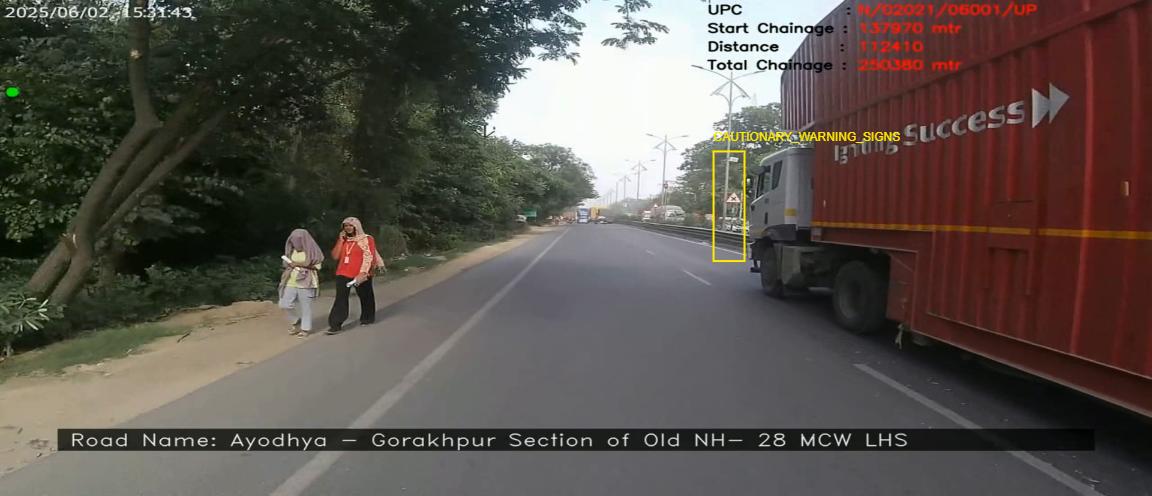 2025/06/02 15:31:43
UPC : N/02021/06001/UP
Start Chainage : 137970 mtr
Distance : 112410
Total Chainage : 250380 mtr
CAUTIONARY_WARNING_SIGNS
Igniting Success
Road Name: Ayodhya - Gorakhpur Section of Old NH- 28 MCW LHS